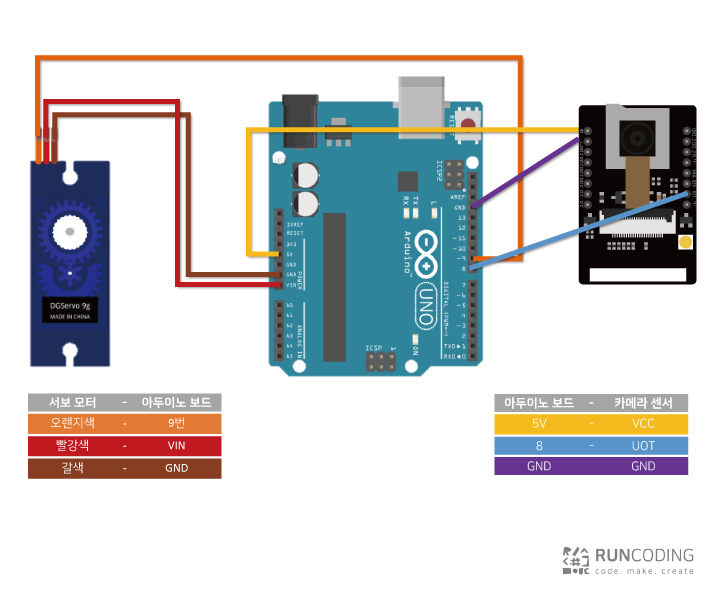 RESET
ICSP2
AREF
GND
13
12
~11
~10
~9
8
7
~6
~5
4
~3
2
TXD▶1
RXD◀0
IOREF
RESET
3V3
5V
GND
GND
VIN
POWER
A0
A1
A2
A3
A4
A5
ANALOG IN
RX
TX
L
Arduino™
UNO
DIGITAL (PWM~)
ON
ICSP
1
DGServo 9g
MADE IN CHINA
서보 모터 - 아두이노 보드
오렌지색 - 9번
빨강색 - VIN
갈색 - GND
아두이노 보드 - 카메라 센서
5V - VCC
8 - UOT
GND GND
RUNCODING
code. make. create